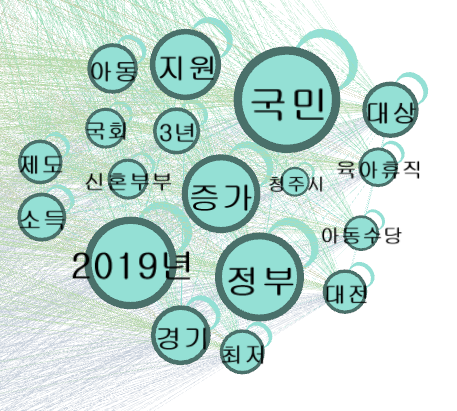 아동
지원
국민
대상
국회
3년
제도
신혼부부
증가
청주시
육아휴직
소득
2019년
정부
아동수당
대전
경기
최저